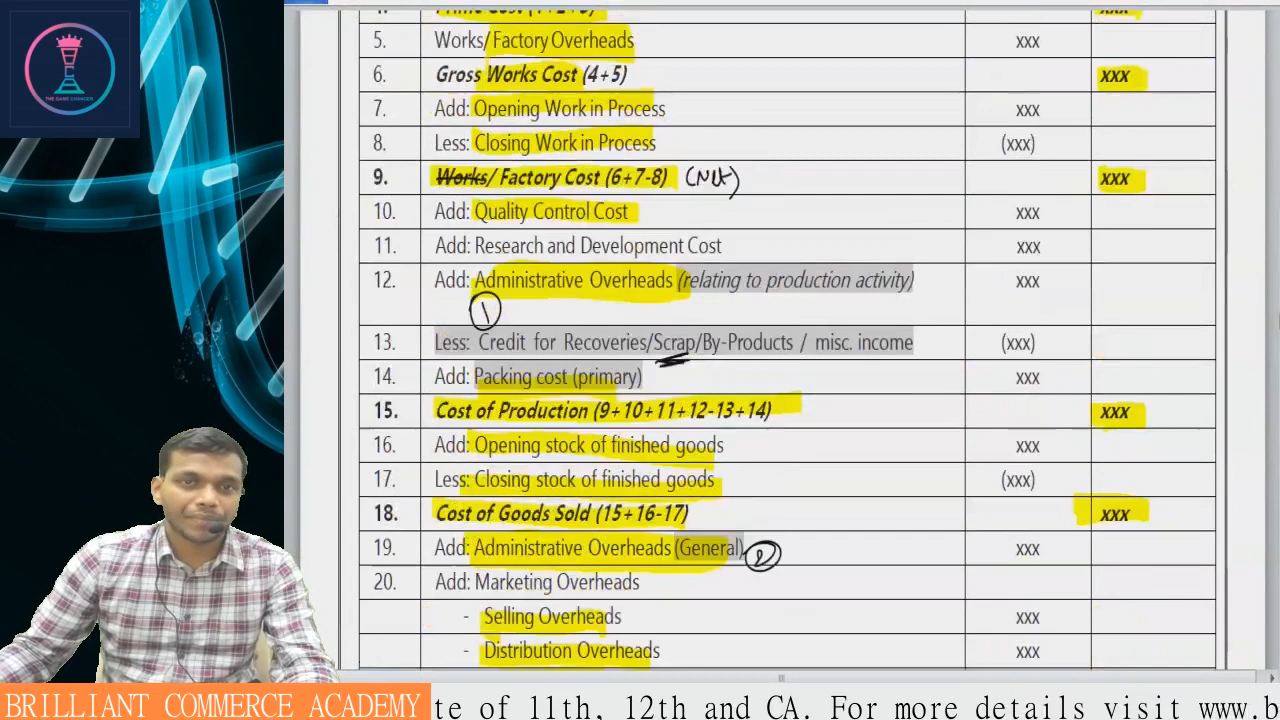 THE GAME CHANGER
5. Works/ Factory Overheads xxx
6. Gross Works Cost (4+5) xxx
7. Add: Opening Work in Process xxx
8. Less: Closing Work in Process (xxx)
9. Works/ Factory Cost (6+7-8) xxx
10. Add: Quality Control Cost xxx
11. Add: Research and Development Cost xxx
12. Add: Administrative Overheads (relating to production activity) xxx
1
13. Less: Credit for Recoveries/Scrap/By-Products / misc. income (xxx)
14. Add: Packing cost (primary) xxx
15. Cost of Production (9+10+11+12-13+14) xxx
16. Add: Opening stock of finished goods xxx
17. Less: Closing stock of finished goods (xxx)
18. Cost of Goods Sold (15+16-17) xxx
19. Add: Administrative Overheads (General) 2 xxx
20. Add: Marketing Overheads
- Selling Overheads xxx
- Distribution Overheads xxx
BRILLIANT COMMERCE ACADEMY te of 11th, 12th and CA. For more details visit www.b